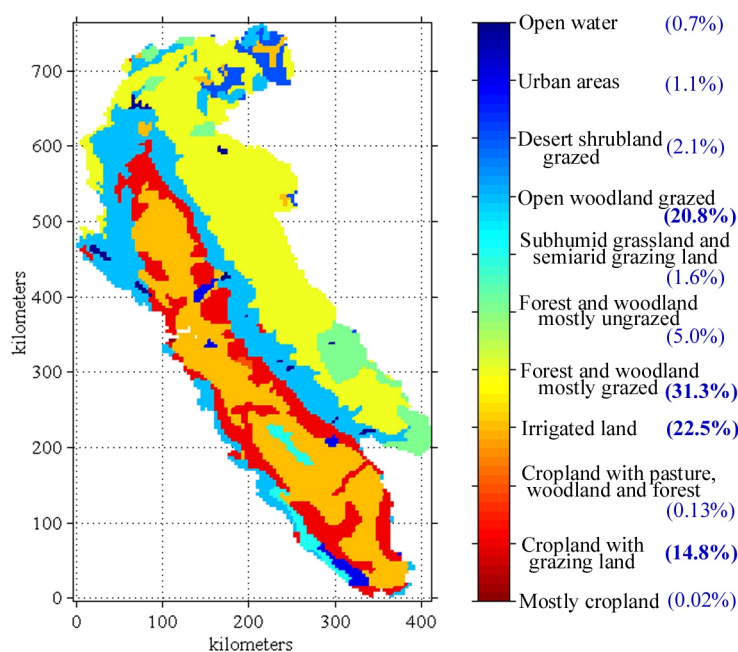 Open water (0.7%)
Urban areas (1.1%)
Desert shrubland (2.1%)
grazed
Open woodland grazed
(20.8%)
Subhumid grassland and
semiarid grazing land
(1.6%)
Forest and woodland
mostly ungrazed
(5.0%)
Forest and woodland
mostly grazed (31.3%)
Irrigated land (22.5%)
Cropland with pasture,
woodland and forest
(0.13%)
Cropland with
grazing land (14.8%)
Mostly cropland (0.02%)
700
600
500
400
300
200
100
0
kilometers
0 100 200 300 400
kilometers